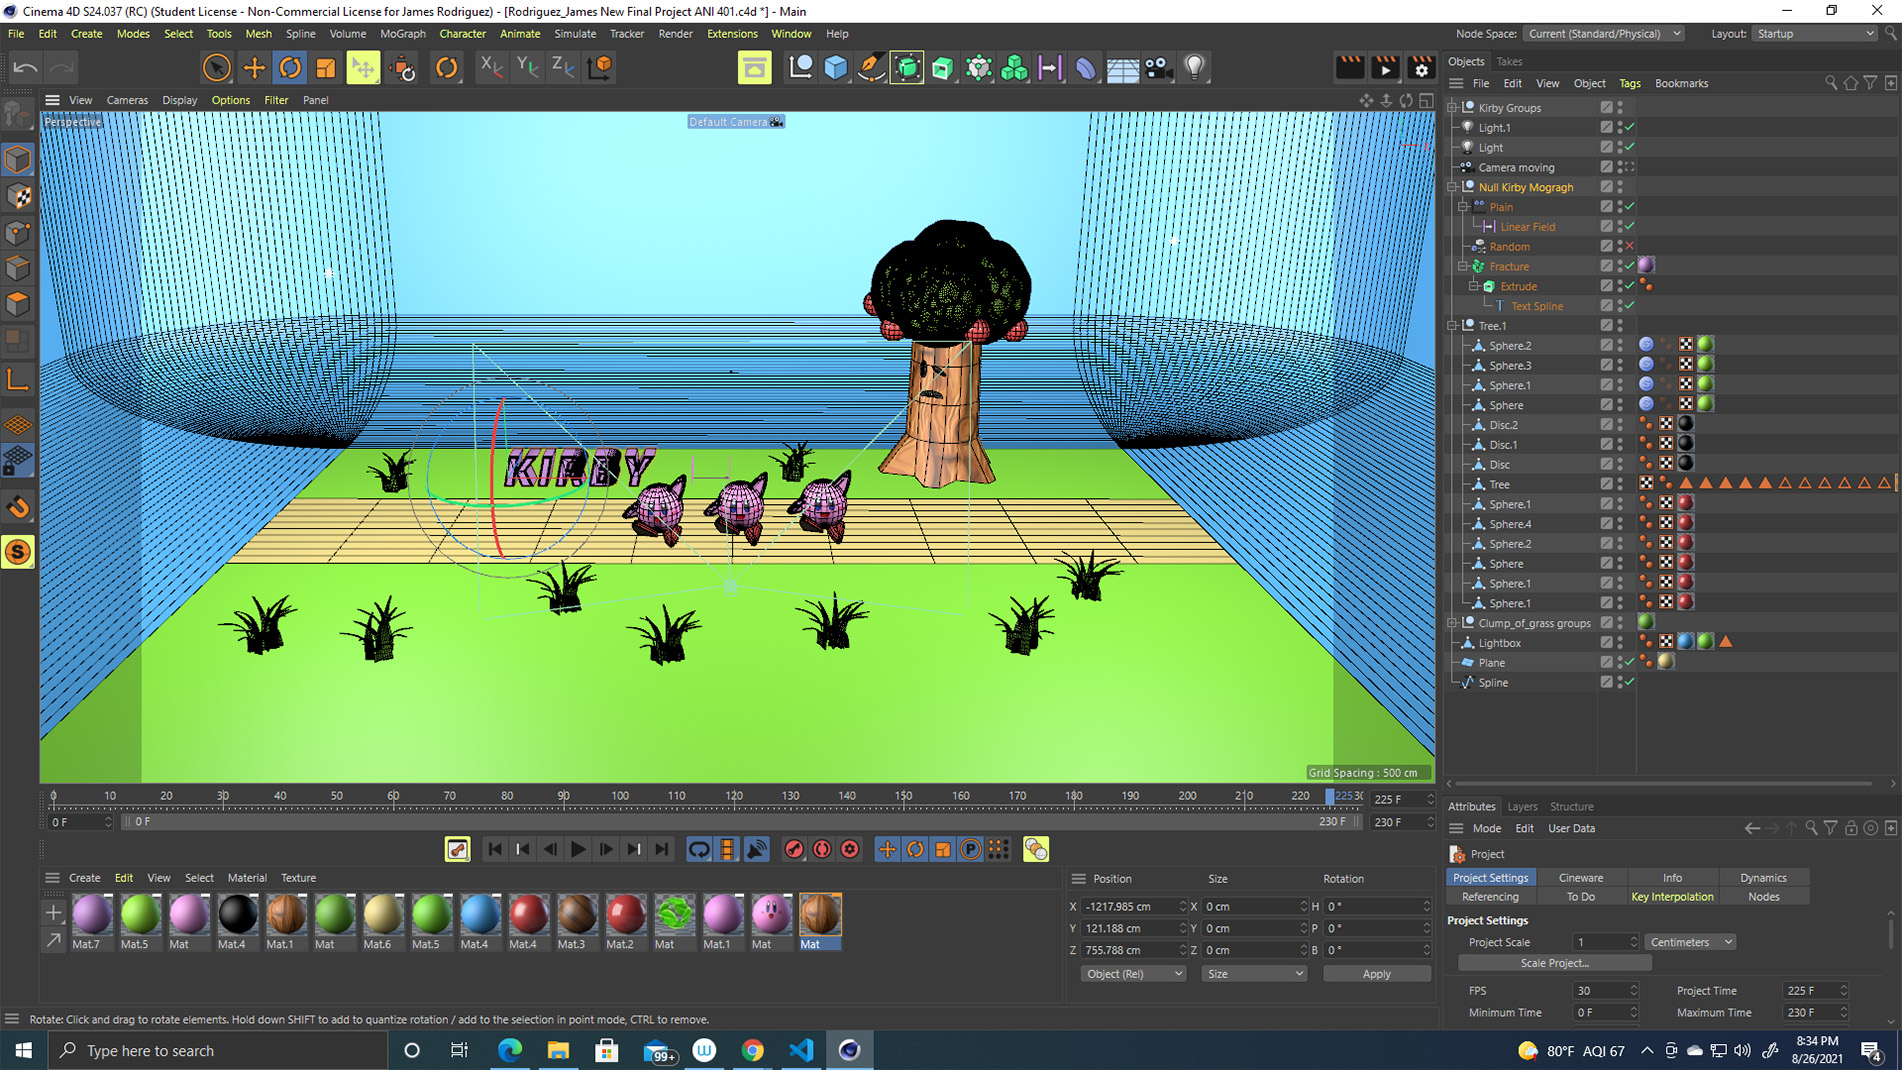 Cinema 4D S24.037 (RC) (Student License - Non-Commercial License for James Rodriguez) - [Rodriguez_James New Final Project ANI 401.c4d *] - Main
File Edit Create Modes Select Tools Mesh Spline Volume MoGraph Character Animate Simulate Tracker Render Extensions Window Help
Node Space: Current (Standard/Physical) Layout: Startup
Objects Takes
File Edit View Object Tags Bookmarks
View Cameras Display Options Filter Panel
Perspective
Default Camera
KIRBY
Grid Spacing : 500 cm
Kirby Groups
Light.1
Light
Camera moving
Null Kirby Mogragh
Plain
Linear Field
Random
Fracture
Extrude
Text Spline
Tree.1
Sphere.2
Sphere.3
Sphere.1
Sphere
Disc.2
Disc.1
Disc
Tree
Sphere.1
Sphere.4
Sphere.2
Sphere
Sphere.1
Sphere.1
Clump_of_grass groups
Lightbox
Plane
Spline
0 10 20 30 40 50 60 70 80 90 100 110 120 130 140 150 160 170 180 190 200 210 220 225 225 F
0 F 0 F 230 F 230 F
Create Edit View Select Material Texture
Mat.7 Mat.5 Mat Mat.4 Mat.1 Mat Mat.6 Mat.5 Mat.4 Mat.4 Mat.3 Mat.2 Mat Mat.1 Mat Mat
Position Size Rotation
X -1217.985 cm X 0 cm H 0 °
Y 121.188 cm Y 0 cm P 0 °
Z 755.788 cm Z 0 cm B 0 °
Object (Rel) Size Apply
Attributes Layers Structure
Mode Edit User Data
Project
Project Settings Cineware Info Dynamics
Referencing To Do Key Interpolation Nodes
Project Settings
Project Scale 1 Centimeters
Scale Project...
FPS 30 Project Time 225 F
Minimum Time 0 F Maximum Time 230 F
Rotate: Click and drag to rotate elements. Hold down SHIFT to add to quantize rotation / add to the selection in point mode, CTRL to remove.
Type here to search
99+
80°F AQI 67
8:34 PM
8/26/2021
4